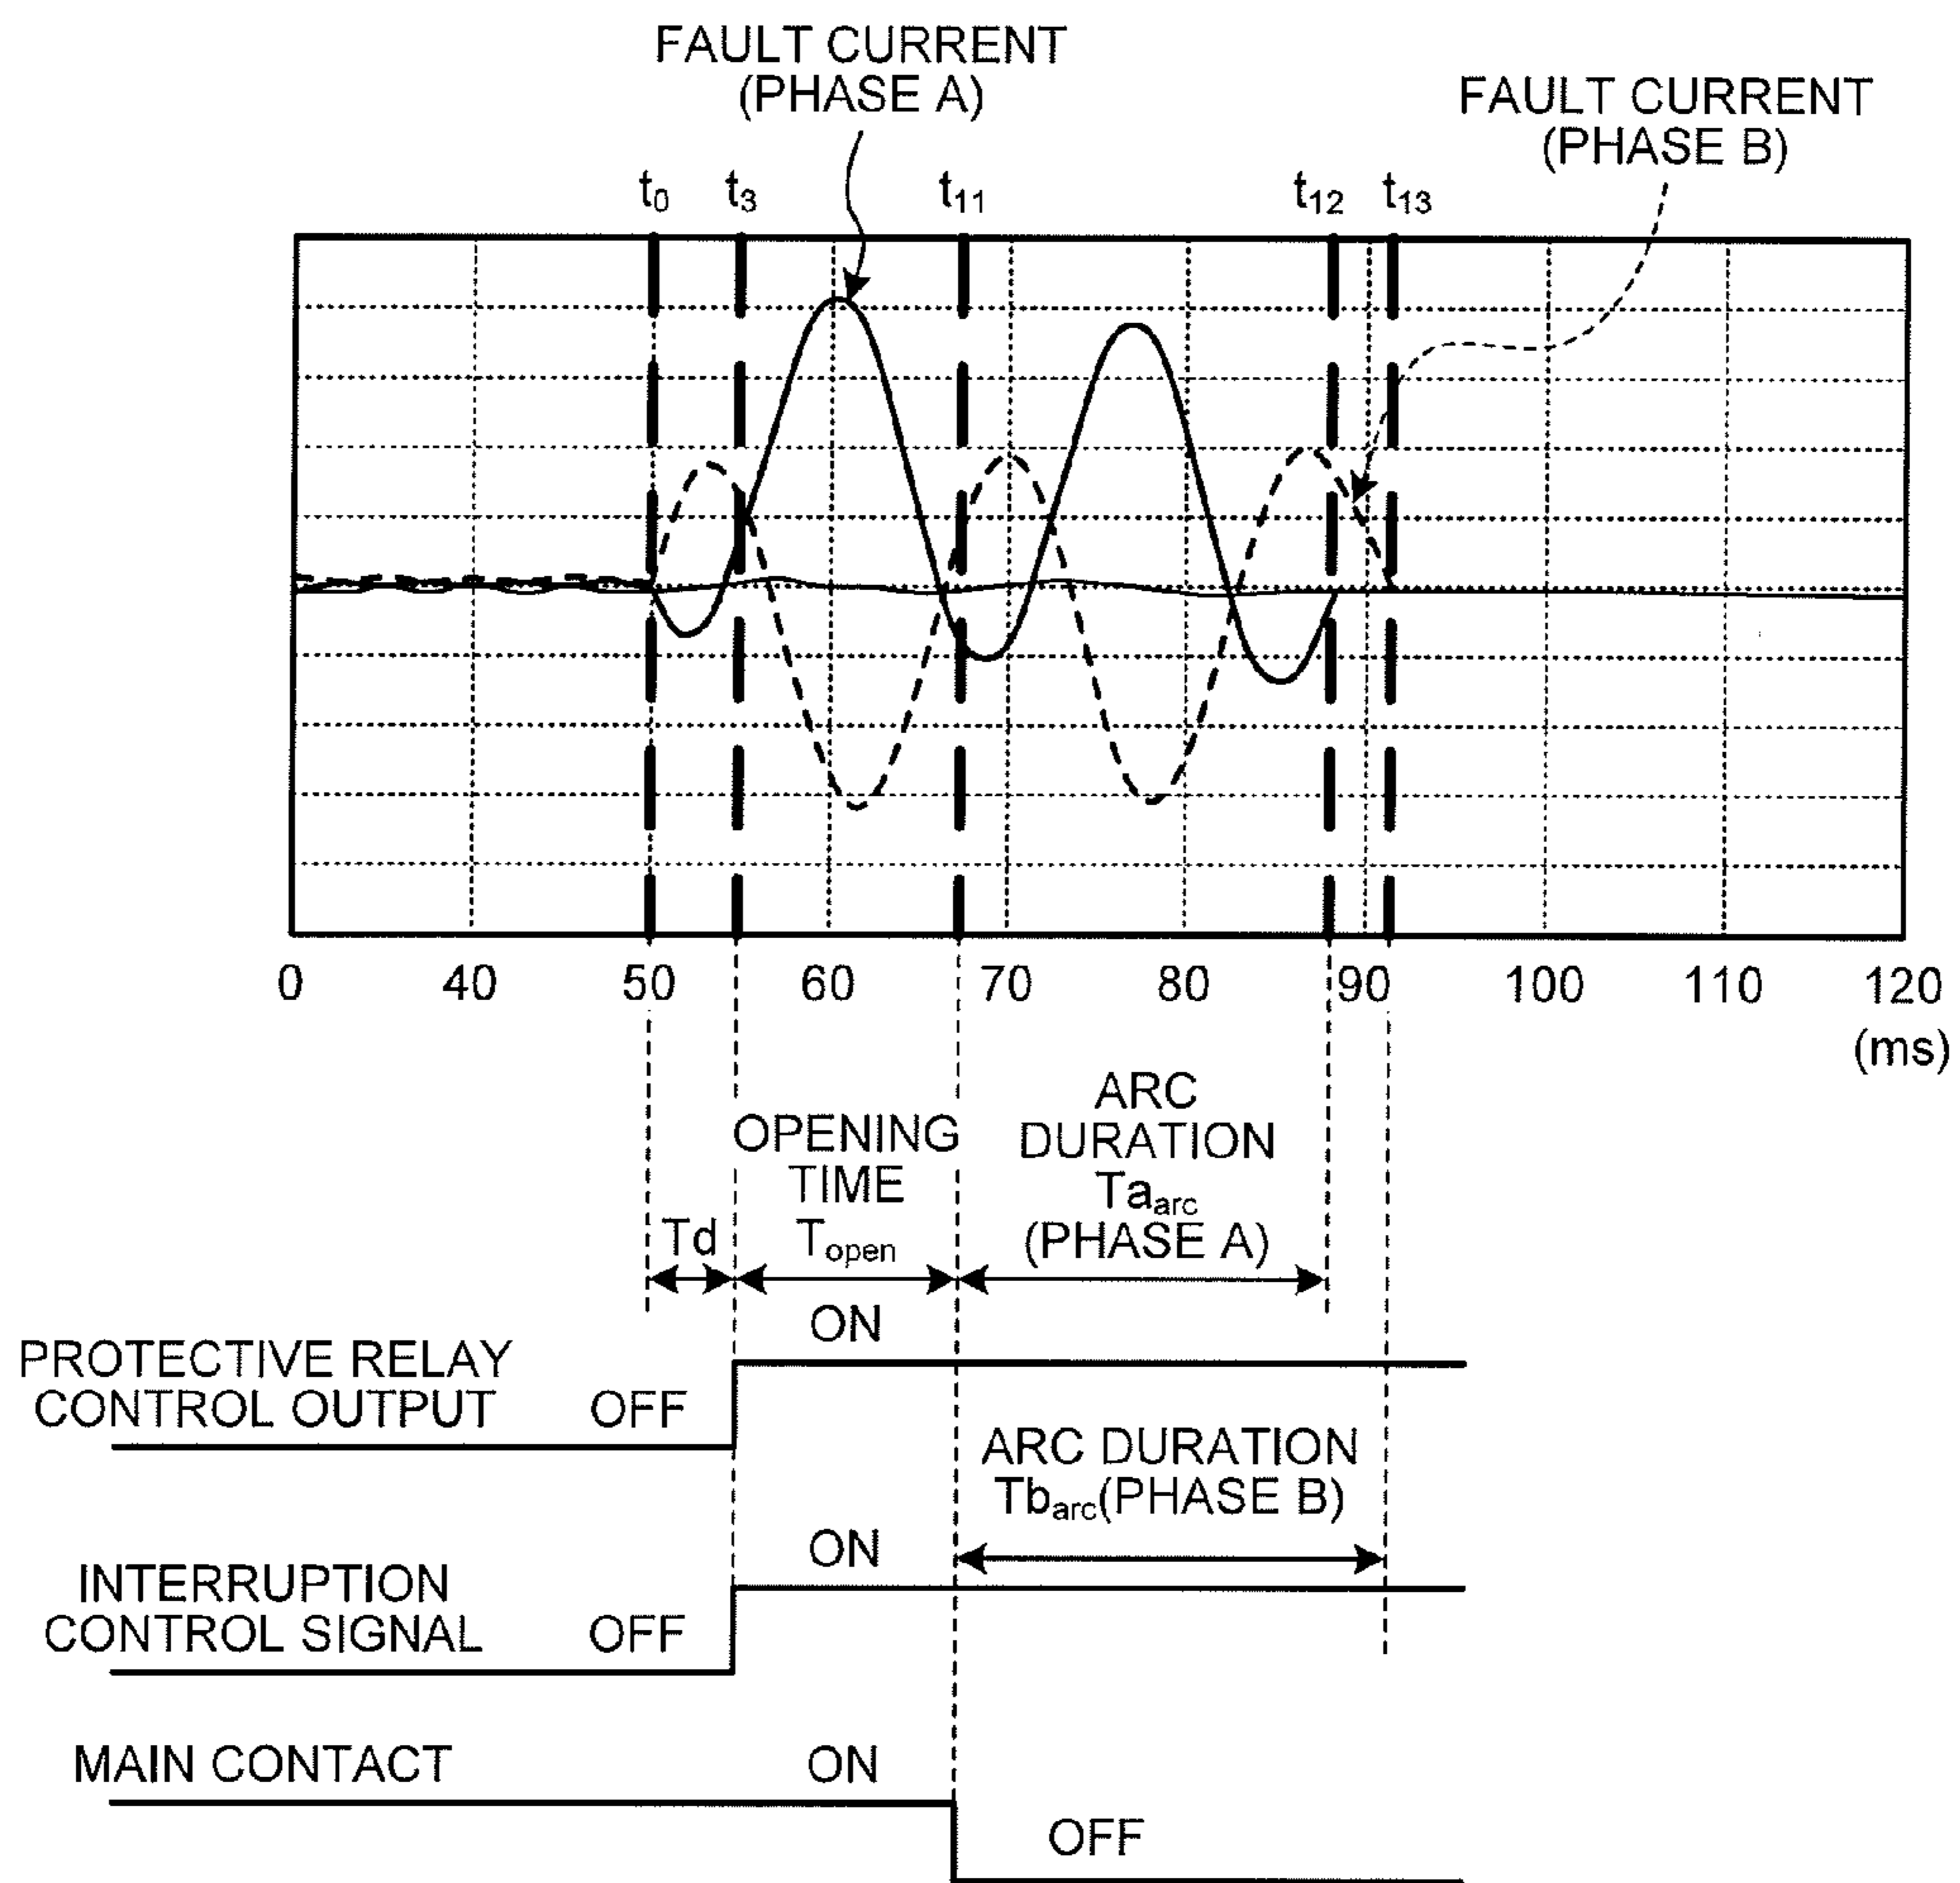 FAULT CURRENT
(PHASE A)
FAULT CURRENT
(PHASE B)
t0 t3 t11 t12 t13
0 40 50 60 70 80 90 100 110 120
(ms)
OPENING
TIME
Topen
ARC
DURATION
Taarc
(PHASE A)
Td
ON
PROTECTIVE RELAY
CONTROL OUTPUT OFF
ARC DURATION
Tbarc(PHASE B)
ON
INTERRUPTION
CONTROL SIGNAL OFF
MAIN CONTACT ON
OFF